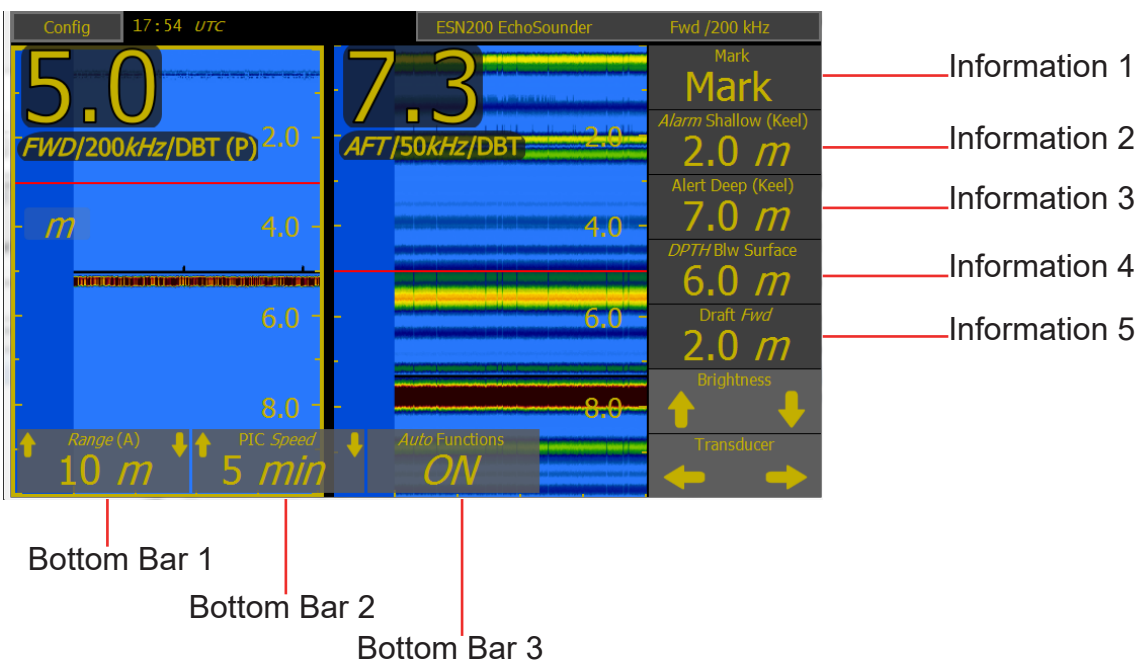 Config 17:54 UTC ESN200 EchoSounder Fwd /200 kHz
5.0
FWD/200kHz/DBT (P)
m
2.0
4.0
6.0
8.0
7.3
AFT/50kHz/DBT
2.0
4.0
6.0
8.0
Mark
Mark
Alarm Shallow (Keel)
2.0 m
Alert Deep (Keel)
7.0 m
DPTH Blw Surface
6.0 m
Draft Fwd
2.0 m
Brightness
Transducer
Range (A)
10 m
PIC Speed
5 min
Auto Functions
ON
Information 1
Information 2
Information 3
Information 4
Information 5
Bottom Bar 1
Bottom Bar 2
Bottom Bar 3